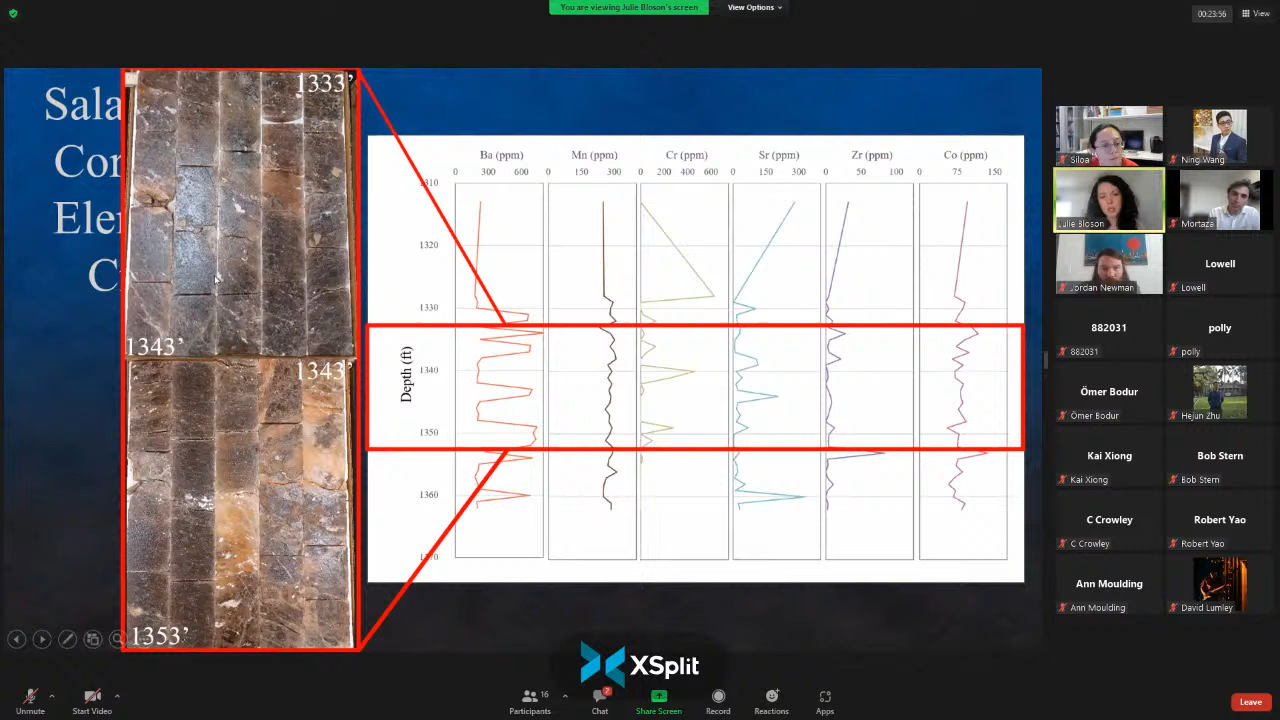 You are viewing Julie Bloson's screen
View Options
00:23:56
View
Sala
Cor
Ele
C
1333'
1343'
1343'
1353'
Ba (ppm)
Mn (ppm)
Cr (ppm)
Sr (ppm)
Zr (ppm)
Co (ppm)
0 300 600
0 150 300
0 200 400 600
0 150 300
0 50 100
0 75 150
1310
1320
1330
1340
1350
1360
1370
Depth (ft)
Siloa
Ning Wang
Julie Bloson
Mortaza
Jordan Newman
Lowell
Lowell
882031
882031
polly
polly
Ömer Bodur
Ömer Bodur
Hejun Zhu
Kai Xiong
Kai Xiong
Bob Stern
Bob Stern
C Crowley
C Crowley
Robert Yao
Robert Yao
Ann Moulding
Ann Moulding
David Lumley
XSplit
Unmute
Start Video
16
Participants
2
Chat
Share Screen
Record
Reactions
Apps
Leave